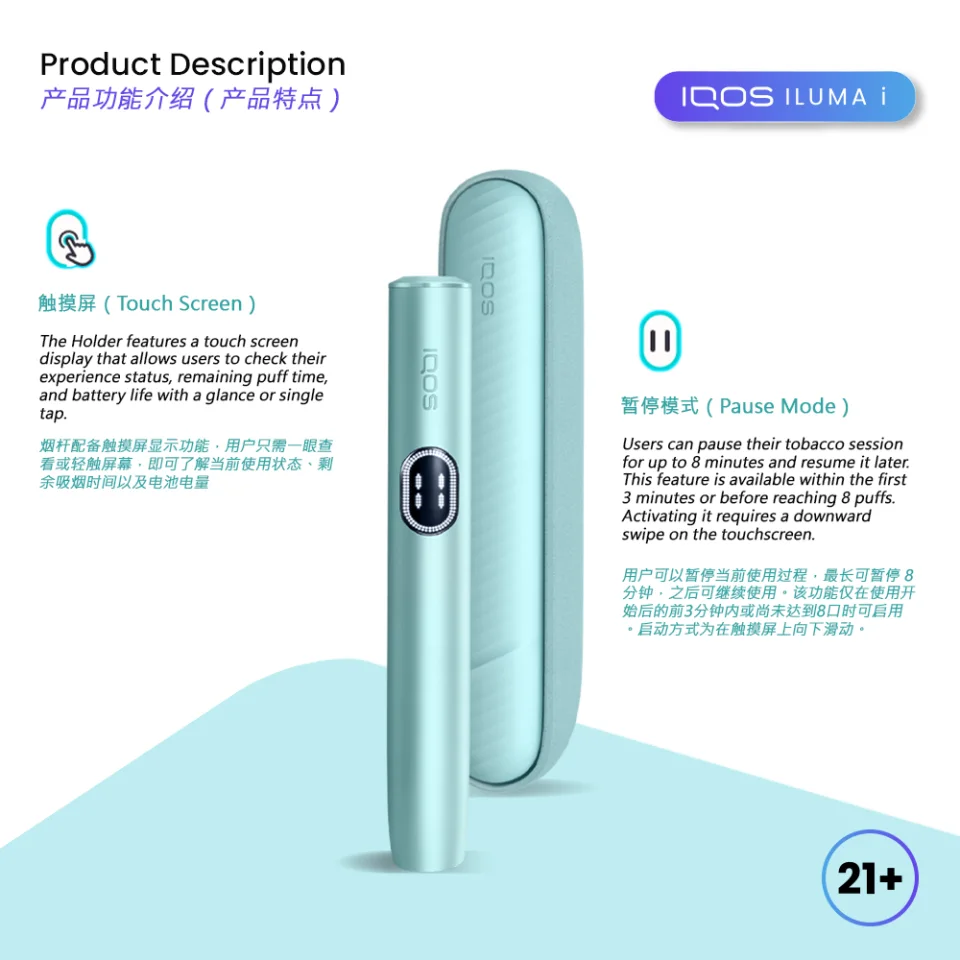 Product Description
产品功能介绍（产品特点）
IQOS ILUMA i
IQOS
IQOS
触摸屏（Touch Screen）
The Holder features a touch screen
display that allows users to check their
experience status, remaining puff time,
and battery life with a glance or single
tap.
烟杆配备触摸屏显示功能，用户只需一眼查
看或轻触屏幕，即可了解当前使用状态、剩
余吸烟时间以及电池电量
暂停模式（Pause Mode）
Users can pause their tobacco session
for up to 8 minutes and resume it later.
This feature is available within the first
3 minutes or before reaching 8 puffs.
Activating it requires a downward
swipe on the touchscreen.
用户可以暂停当前使用过程，最长可暂停 8
分钟，之后可继续使用。该功能仅在使用开
始后的前3分钟内或尚未达到8口时可启用
。启动方式为在触摸屏上向下滑动。
21+